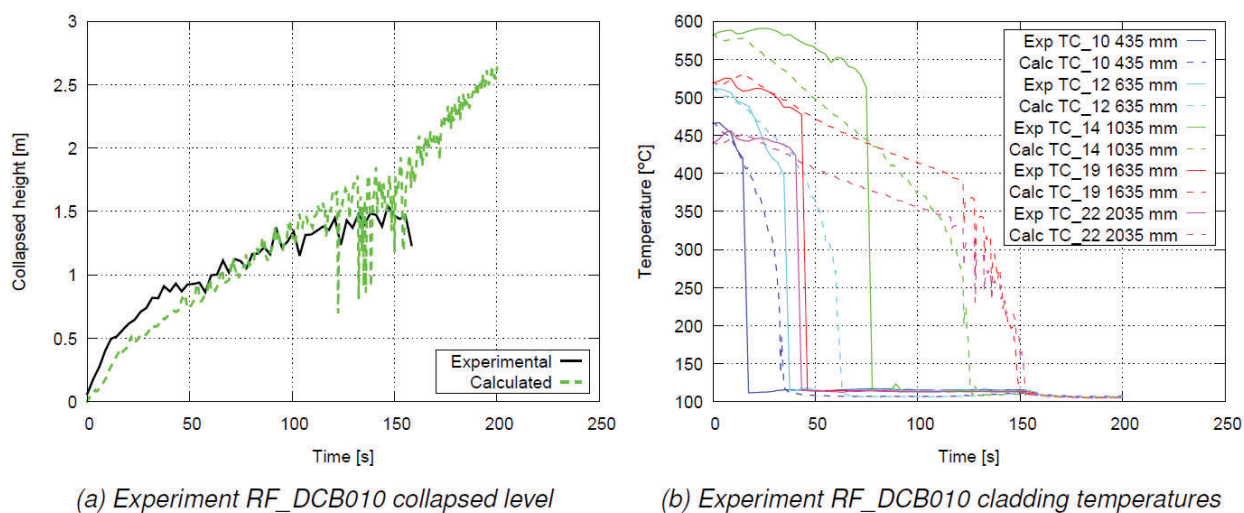 3
2.5
2
1.5
1
0.5
0
Collapsed height [m]
Experimental
Calculated
0 50 100 150 200 250
Time [s]
(a) Experiment RF_DCB010 collapsed level
600
550
500
450
400
350
300
250
200
150
100
Temperature [°C]
Exp TC_10 435 mm
Calc TC_10 435 mm
Exp TC_12 635 mm
Calc TC_12 635 mm
Exp TC_14 1035 mm
Calc TC_14 1035 mm
Exp TC_19 1635 mm
Calc TC_19 1635 mm
Exp TC_22 2035 mm
Calc TC_22 2035 mm
0 50 100 150 200 250
Time [s]
(b) Experiment RF_DCB010 cladding temperatures